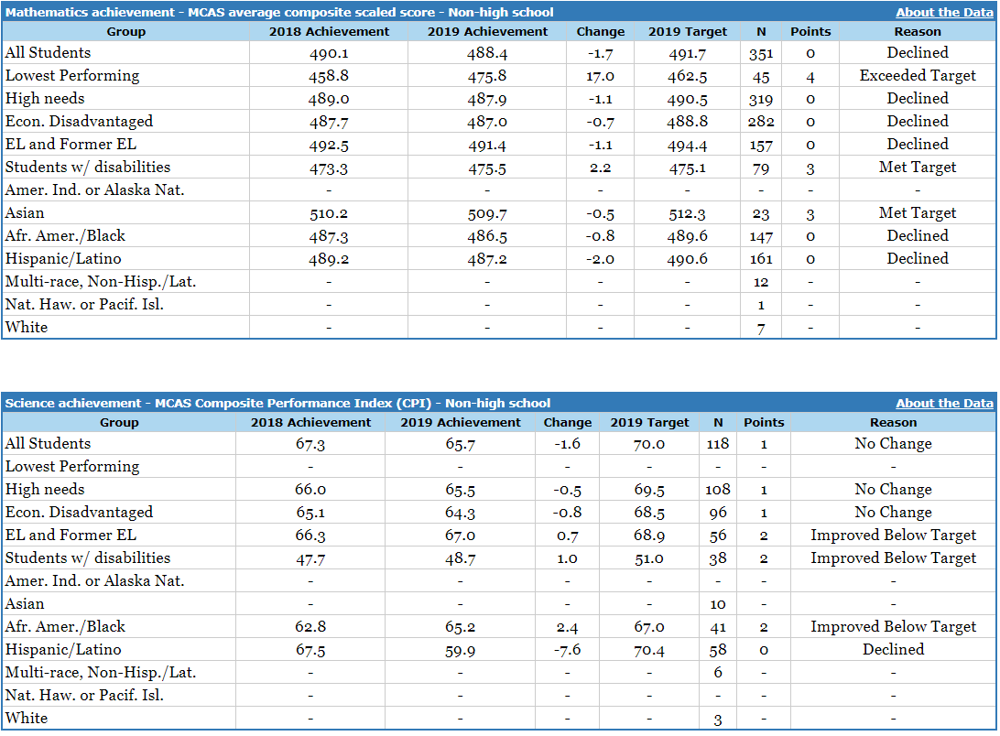 Mathematics achievement - MCAS average composite scaled score - Non-high school About the Data
Group 2018 Achievement 2019 Achievement Change 2019 Target N Points Reason
All Students 490.1 488.4 -1.7 491.7 351 0 Declined
Lowest Performing 458.8 475.8 17.0 462.5 45 4 Exceeded Target
High needs 489.0 487.9 -1.1 490.5 319 0 Declined
Econ. Disadvantaged 487.7 487.0 -0.7 488.8 282 0 Declined
EL and Former EL 492.5 491.4 -1.1 494.4 157 0 Declined
Students w/ disabilities 473.3 475.5 2.2 475.1 79 3 Met Target
Amer. Ind. or Alaska Nat. - - - - - - -
Asian 510.2 509.7 -0.5 512.3 23 3 Met Target
Afr. Amer./Black 487.3 486.5 -0.8 489.6 147 0 Declined
Hispanic/Latino 489.2 487.2 -2.0 490.6 161 0 Declined
Multi-race, Non-Hisp./Lat. - - - - 12 - -
Nat. Haw. or Pacif. Isl. - - - - 1 - -
White - - - - 7 - -
Science achievement - MCAS Composite Performance Index (CPI) - Non-high school About the Data
Group 2018 Achievement 2019 Achievement Change 2019 Target N Points Reason
All Students 67.3 65.7 -1.6 70.0 118 1 No Change
Lowest Performing - - - - - - -
High needs 66.0 65.5 -0.5 69.5 108 1 No Change
Econ. Disadvantaged 65.1 64.3 -0.8 68.5 96 1 No Change
EL and Former EL 66.3 67.0 0.7 68.9 56 2 Improved Below Target
Students w/ disabilities 47.7 48.7 1.0 51.0 38 2 Improved Below Target
Amer. Ind. or Alaska Nat. - - - - - - -
Asian - - - - 10 - -
Afr. Amer./Black 62.8 65.2 2.4 67.0 41 2 Improved Below Target
Hispanic/Latino 67.5 59.9 -7.6 70.4 58 0 Declined
Multi-race, Non-Hisp./Lat. - - - - 6 - -
Nat. Haw. or Pacif. Isl. - - - - - - -
White - - - - 3 - -